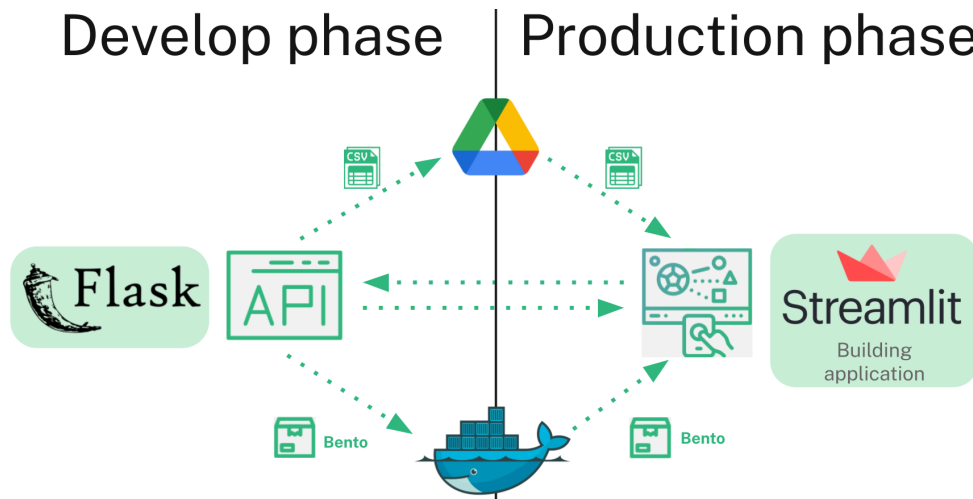 Develop phase
Production phase
CSV
CSV
Flask
API
Streamlit
Building
application
Bento
Bento